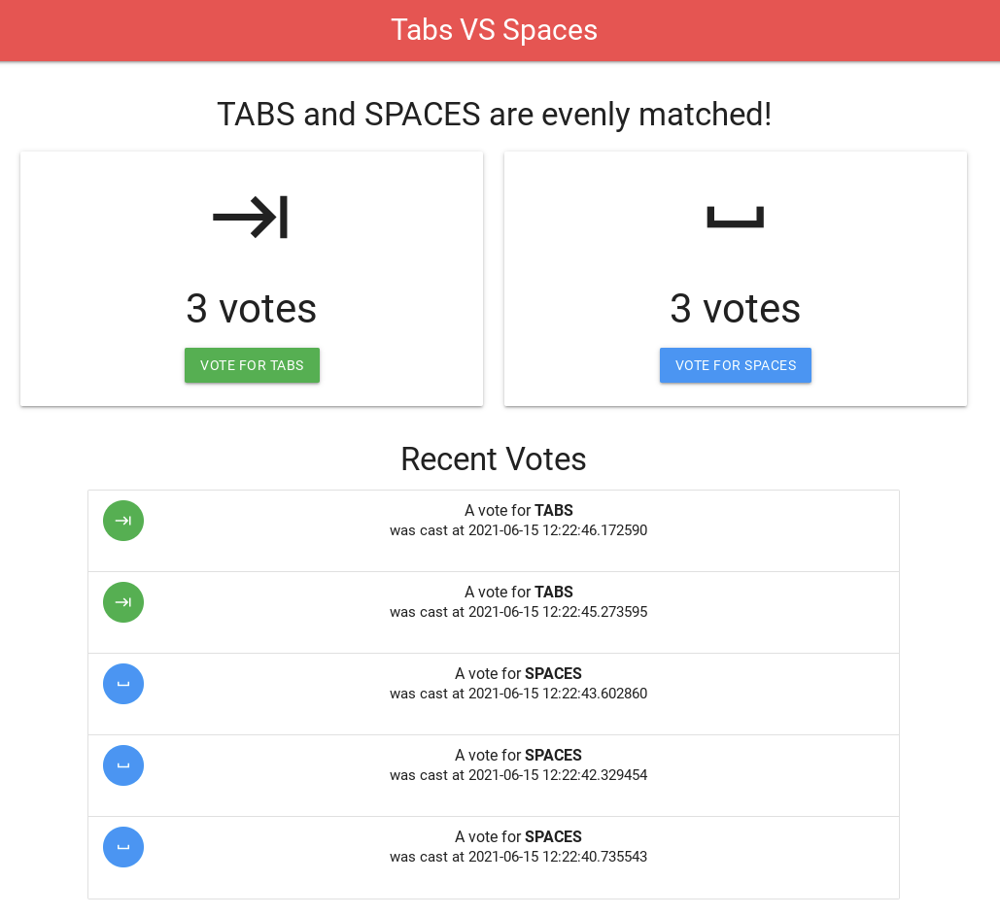 Tabs VS Spaces
TABS and SPACES are evenly matched!
3 votes
VOTE FOR TABS
3 votes
VOTE FOR SPACES
Recent Votes
A vote for TABS
was cast at 2021-06-15 12:22:46.172590
A vote for TABS
was cast at 2021-06-15 12:22:45.273595
A vote for SPACES
was cast at 2021-06-15 12:22:43.602860
A vote for SPACES
was cast at 2021-06-15 12:22:42.329454
A vote for SPACES
was cast at 2021-06-15 12:22:40.735543